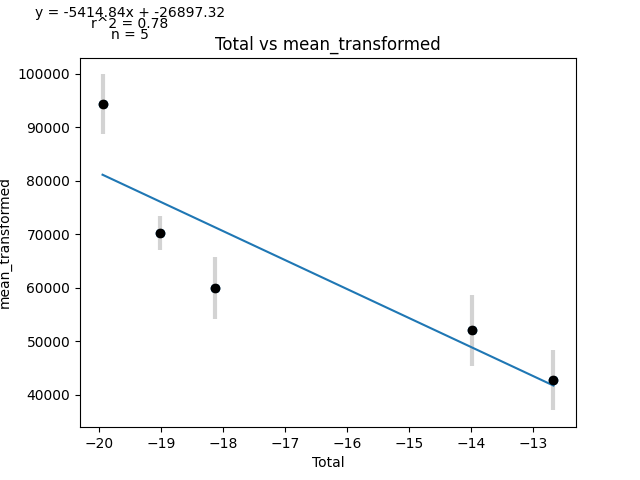 y = -5414.84x + -26897.32
r^2 = 0.78
n = 5
Total vs mean_transformed
100000
90000
80000
70000
60000
50000
40000
mean_transformed
−20
−19
−18
−17
−16
−15
−14
−13
Total